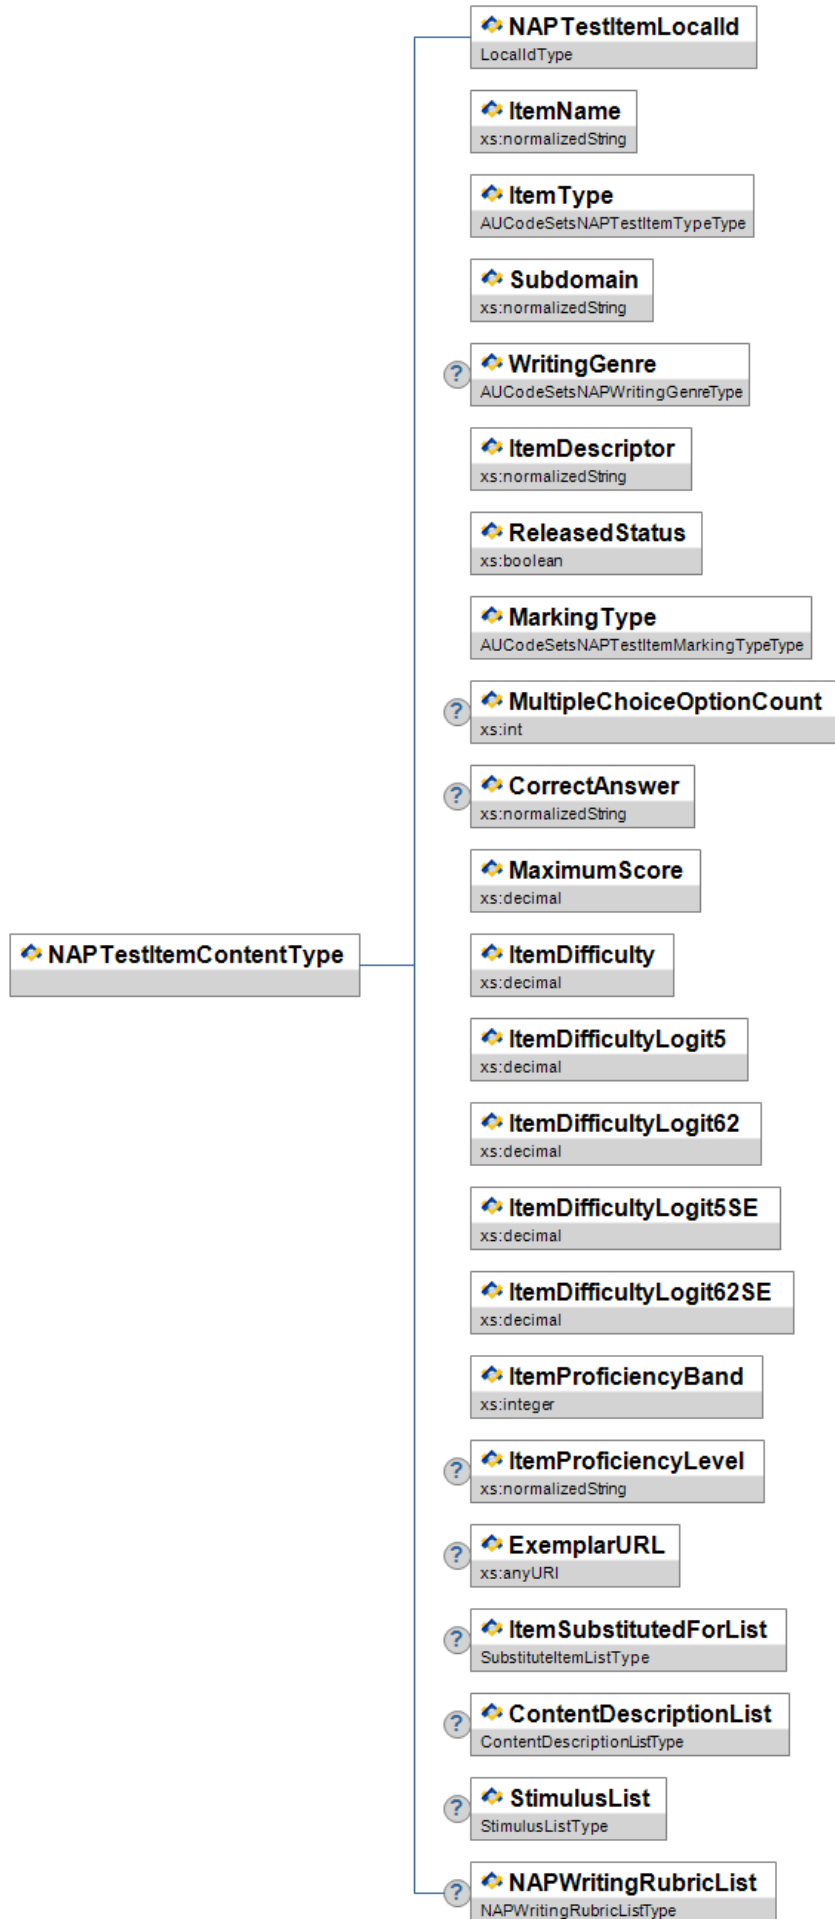 NAPTestItemLocalId
LocalIdType
ItemName
xs:normalizedString
ItemType
AUCodeSetsNAPTestItemTypeType
Subdomain
xs:normalizedString
?
WritingGenre
AUCodeSetsNAPWritingGenreType
ItemDescriptor
xs:normalizedString
ReleasedStatus
xs:boolean
MarkingType
AUCodeSetsNAPTestItemMarkingTypeType
?
MultipleChoiceOptionCount
xs:int
?
CorrectAnswer
xs:normalizedString
MaximumScore
xs:decimal
NAPTestItemContentType
ItemDifficulty
xs:decimal
ItemDifficultyLogit5
xs:decimal
ItemDifficultyLogit62
xs:decimal
ItemDifficultyLogit5SE
xs:decimal
ItemDifficultyLogit62SE
xs:decimal
ItemProficiencyBand
xs:integer
?
ItemProficiencyLevel
xs:normalizedString
?
ExemplarURL
xs:anyURI
?
ItemSubstitutedForList
SubstituteItemListType
?
ContentDescriptionList
ContentDescriptionListType
?
StimulusList
StimulusListType
?
NAPWritingRubricList
NAPWritingRubricListType